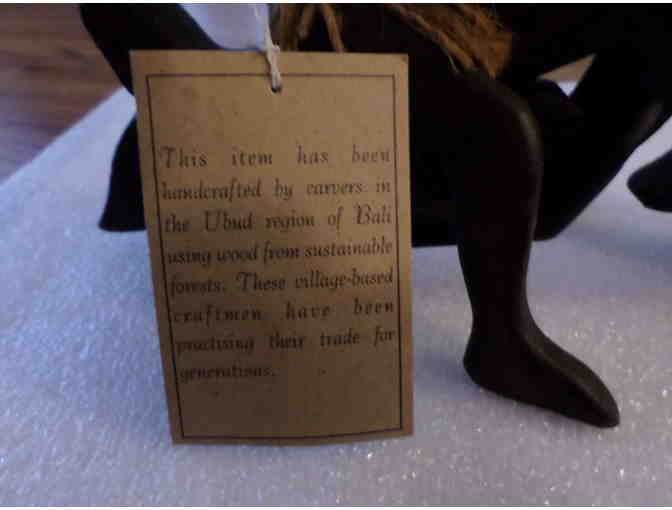 This item has been
handcrafted by carvers in
the Ubud region of Bali
using wood from sustainable
forests. These village-based
craftmen have been
practising their trade for
generations.